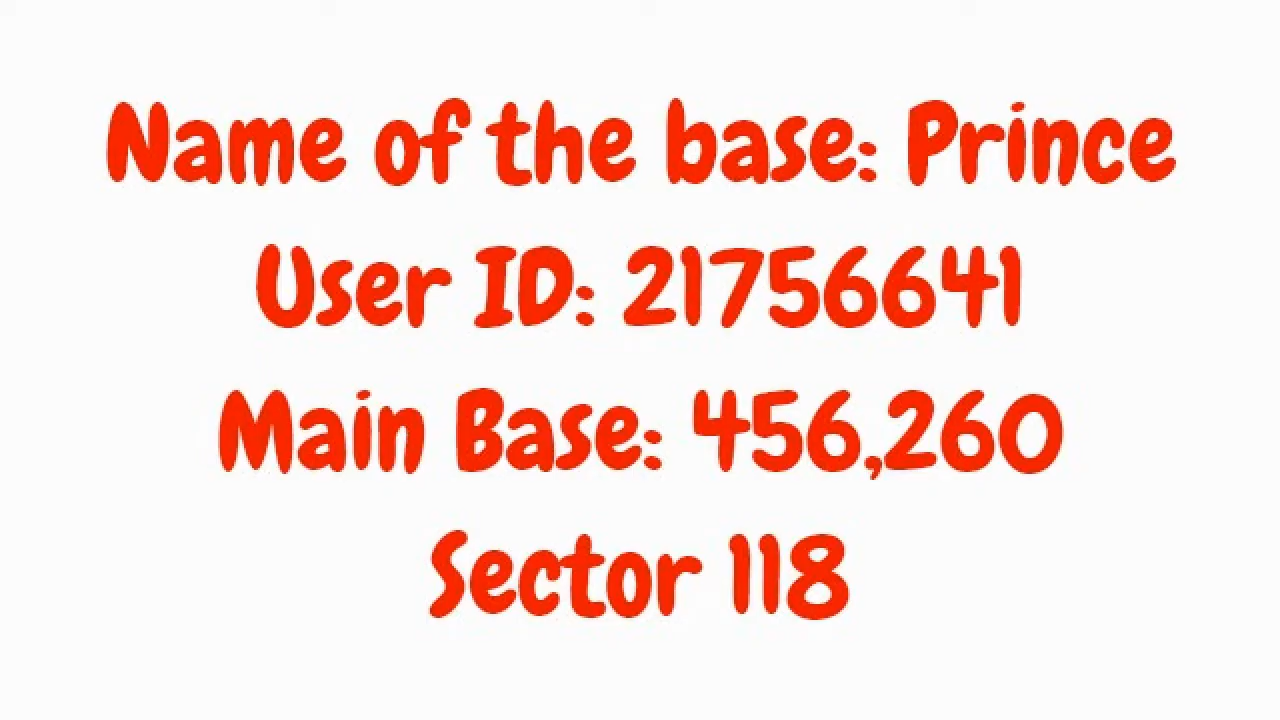 Name of the base: Prince
User ID: 21756641
Main Base: 456,260
Sector 118